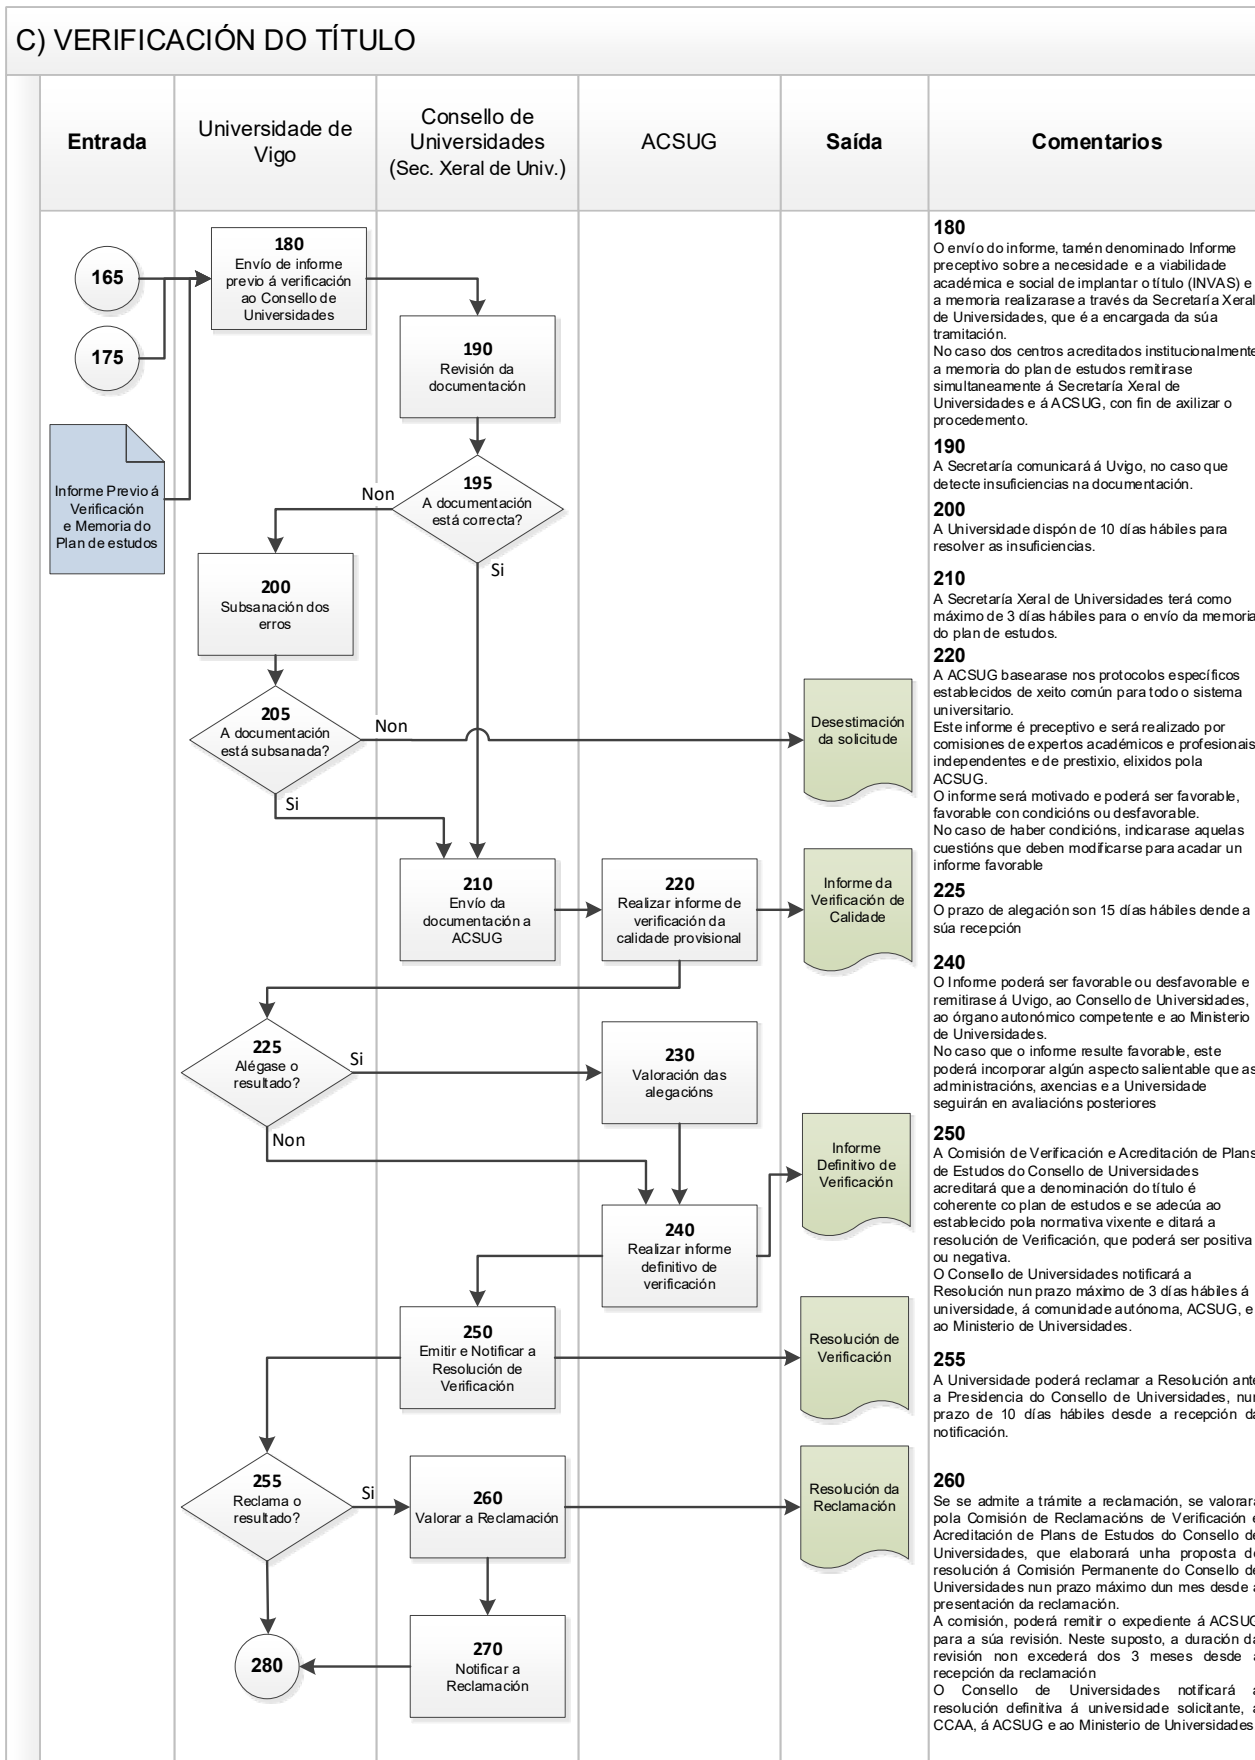 C) VERIFICACIÓN DO TÍTULO
Entrada
Universidade de
Vigo
Consello de
Universidades
(Sec. Xeral de Univ.)
ACSUG
Saída
Comentarios
165
175
Informe Previo á
Verificación
e Memoria do
Plan de estudos
180
Envío de informe
previo á verificación
ao Consello de
Universidades
190
Revisión da
documentación
195
A documentación
está correcta?
Non
Si
200
Subsanación dos
erros
205
A documentación
está subsanada?
Non
Si
Desestimación
da solicitude
210
Envío da
documentación a
ACSUG
220
Realizar informe de
verificación da
calidade provisional
Informe da
Verificación de
Calidade
225
Alégase o
resultado?
Si
Non
230
Valoración das
alegacións
240
Realizar informe
definitivo de
verificación
Informe
Definitivo de
Verificación
250
Emitir e Notificar a
Resolución de
Verificación
Resolución de
Verificación
255
Reclama o
resultado?
Si
260
Valorar a Reclamación
Resolución da
Reclamación
270
Notificar a
Reclamación
280
180
O envío do informe, tamén denominado Informe
preceptivo sobre a necesidade e a viabilidade
académica e social de implantar o título (INVAS) e
a memoria realizarase a través da Secretaría Xeral
de Universidades, que é a encargada da súa
tramitación.
No caso dos centros acreditados institucionalmente
a memoria do plan de estudos remitirase
simultaneamente á Secretaría Xeral de
Universidades e á ACSUG, con fin de axilizar o
procedemento.
190
A Secretaría comunicará á Uvigo, no caso que
detecte insuficiencias na documentación.
200
A Universidade dispón de 10 días hábiles para
resolver as insuficiencias.
210
A Secretaría Xeral de Universidades terá como
máximo de 3 días hábiles para o envío da memoria
do plan de estudos.
220
A ACSUG basearase nos protocolos específicos
establecidos de xeito común para todo o sistema
universitario.
Este informe é preceptivo e será realizado por
comisiones de expertos académicos e profesionais
independentes e de prestixio, elixidos pola
ACSUG.
O informe será motivado e poderá ser favorable,
favorable con condicións ou desfavorable.
No caso de haber condicións, indicarase aquelas
cuestións que deben modificarse para acadar un
informe favorable
225
O prazo de alegación son 15 días hábiles dende a
súa recepción
240
O Informe poderá ser favorable ou desfavorable e
remitirase á Uvigo, ao Consello de Universidades,
ao órgano autonómico competente e ao Ministerio
de Universidades.
No caso que o informe resulte favorable, este
poderá incorporar algún aspecto salientable que as
administracións, axencias e a Universidade
seguirán en avaliacións posteriores
250
A Comisión de Verificación e Acreditación de Plans
de Estudos do Consello de Universidades
acreditará que a denominación do título é
coherente co plan de estudos e se adecúa ao
establecido pola normativa vixente e ditará a
resolución de Verificación, que poderá ser positiva
ou negativa.
O Consello de Universidades notificará a
Resolución nun prazo máximo de 3 días hábiles á
universidade, á comunidade autónoma, ACSUG, e
ao Ministerio de Universidades.
255
A Universidade poderá reclamar a Resolución ante
a Presidencia do Consello de Universidades,
prazo de 10 días hábiles desde a recepción
notificación.
260
Se se admite a trámite a reclamación, se valorará
pola Comisión de Reclamacións de Verificación e
Acreditación de Plans de Estudos do Consello de
Universidades, que elaborará unha proposta de
resolución á Comisión Permanente do Consello de
Universidades nun prazo máximo dun mes desde
presentación da reclamación.
A comisión, poderá remitir o expediente á ACSUG
para a súa revisión. Neste suposto, a duración da
revisión non excederá dos 3 meses desde
recepción da reclamación
O Consello de Universidades notificará
resolución definitiva á universidade solicitante,
CCAA, á ACSUG e ao Ministerio de Universidades